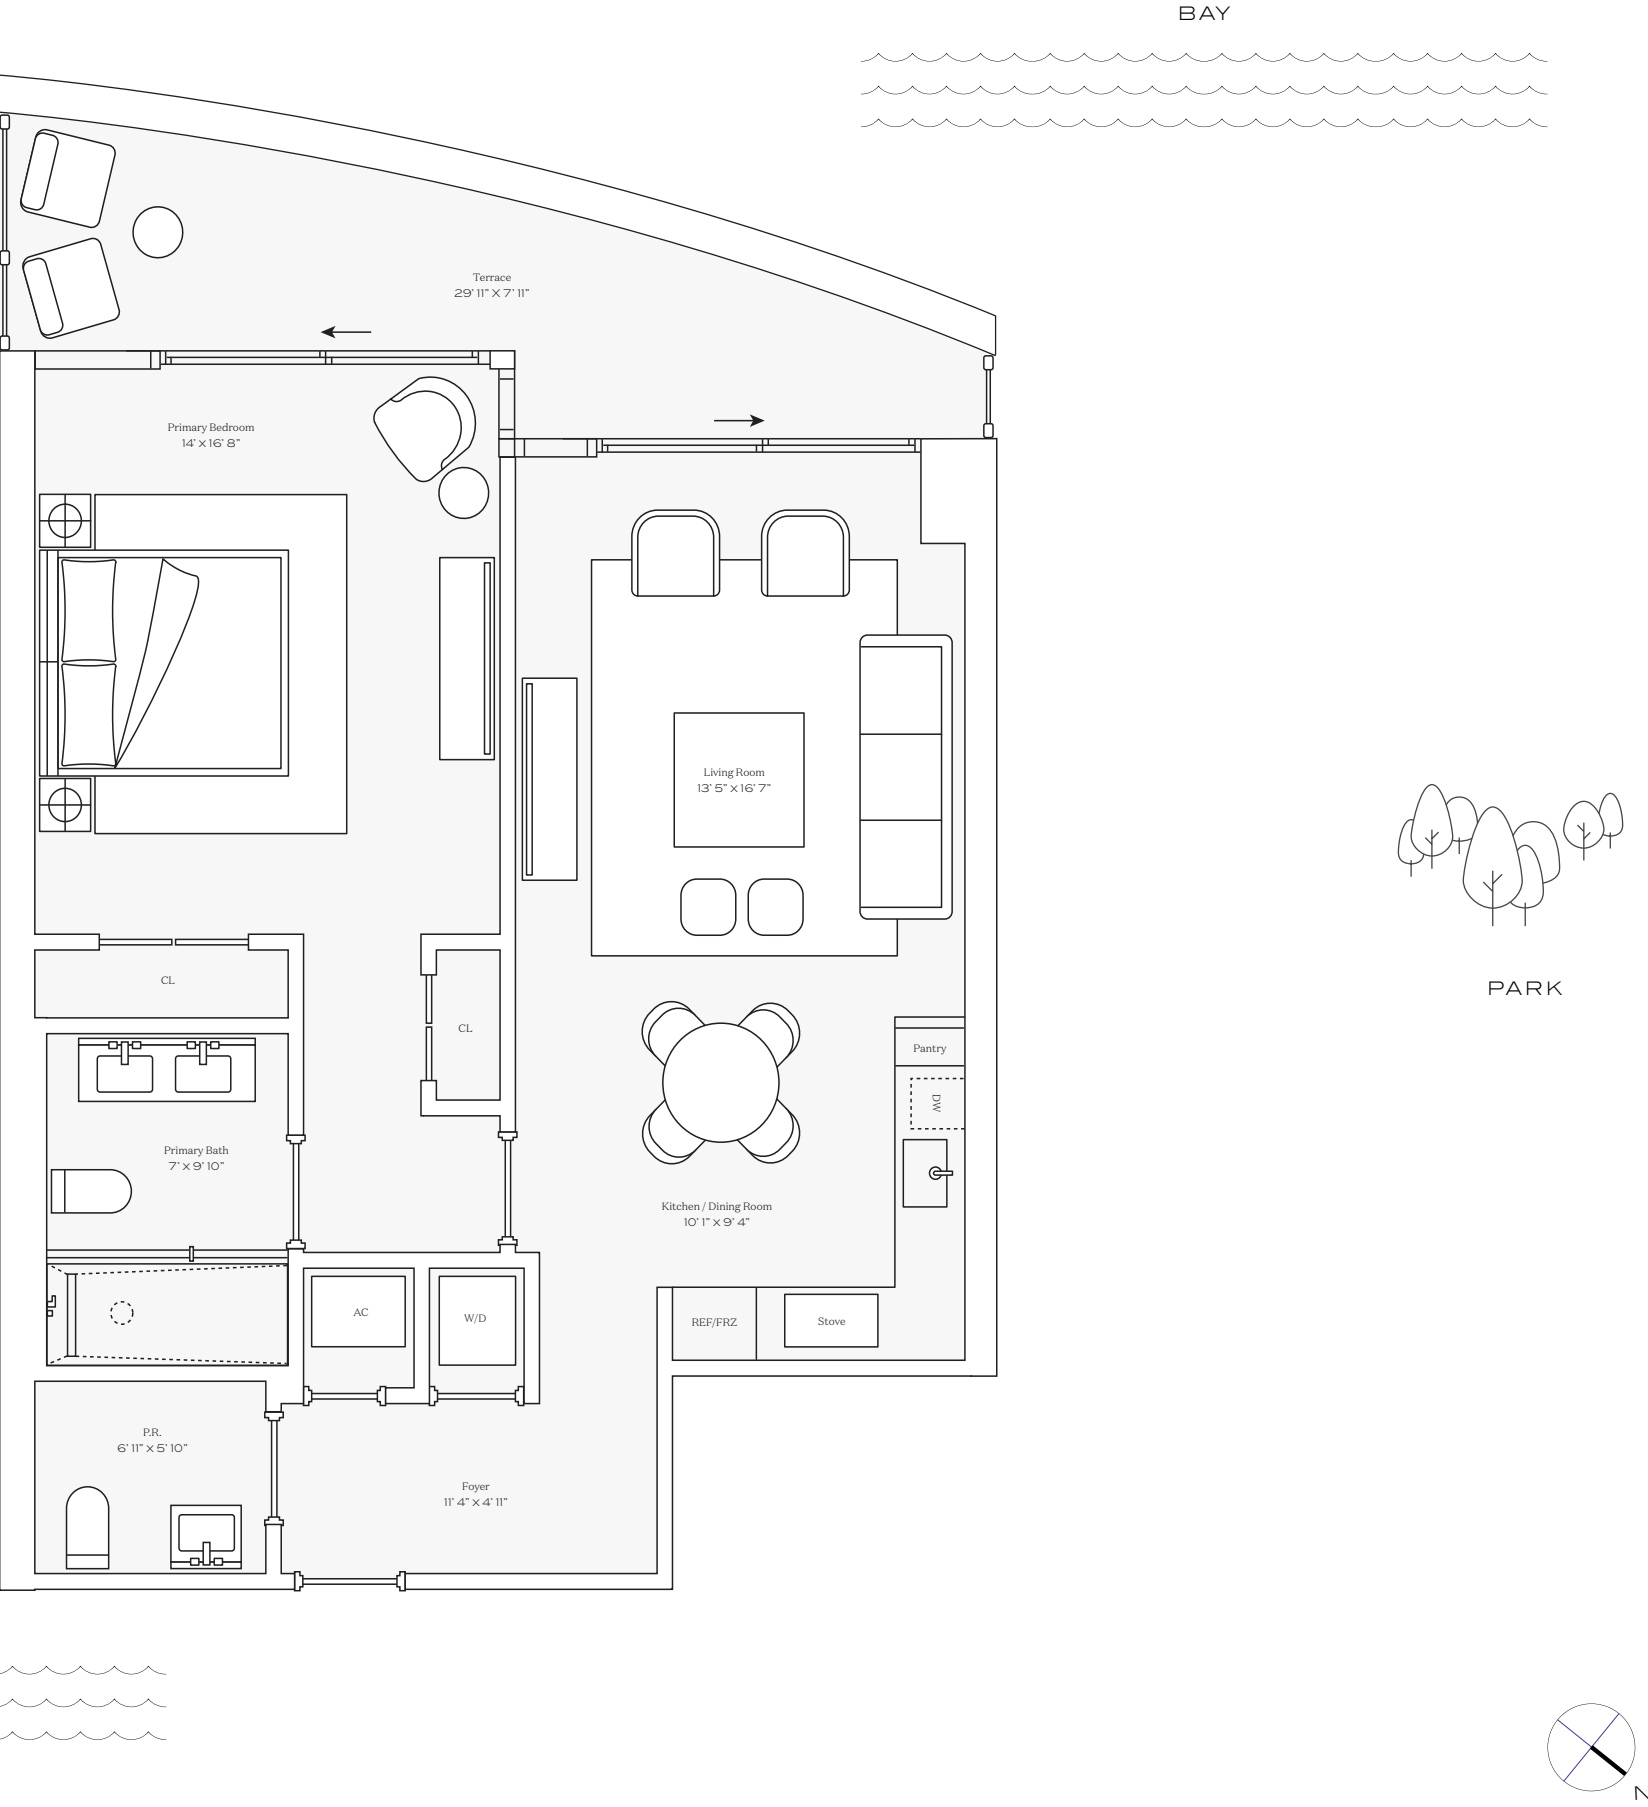 BAY
Terrace
29' 11" X 7' 11"
Primary Bedroom
14' X 16' 8"
Living Room
13' 5" X 16' 7"
CL
PARK
CL
Pantry
DW
Primary Bath
7' X 9' 10"
Kitchen / Dining Room
10' 1" X 9' 4"
AC
W/D
REF/FRZ
Stove
P.R.
6' 11" X 5' 10"
Foyer
11' 4" X 4' 11"